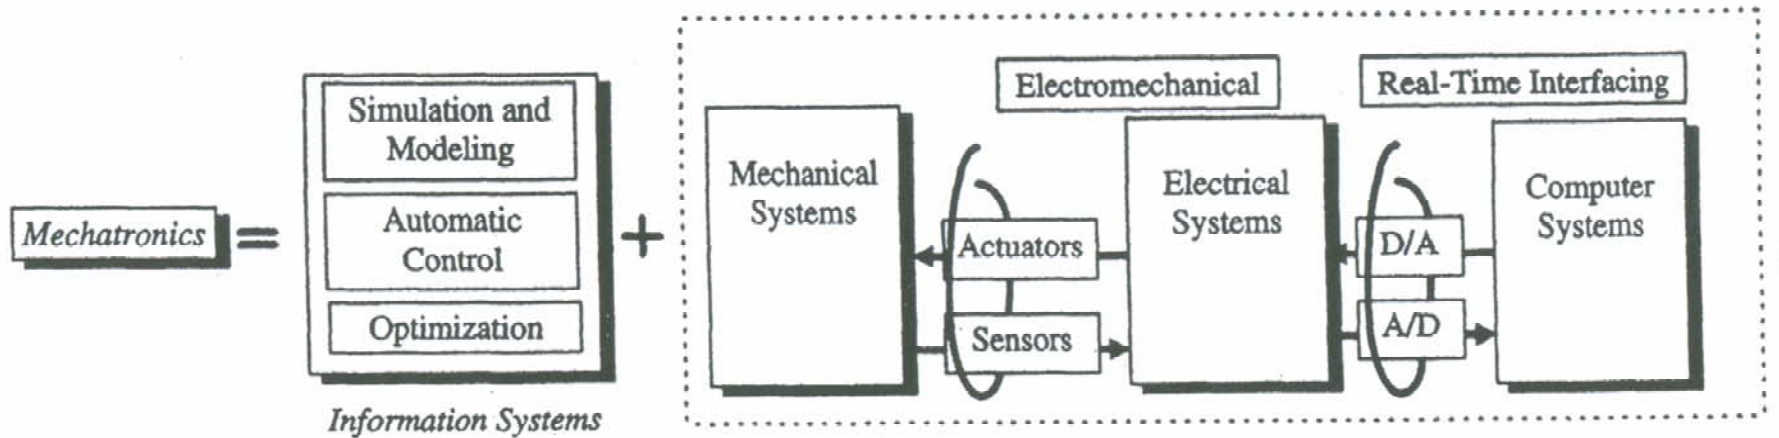 Mechatronics
=
Simulation and
Modeling
Automatic
Control
Optimization
Information Systems
+
Mechanical
Systems
Electromechanical
Actuators
Sensors
Electrical
Systems
Real-Time Interfacing
D/A
A/D
Computer
Systems